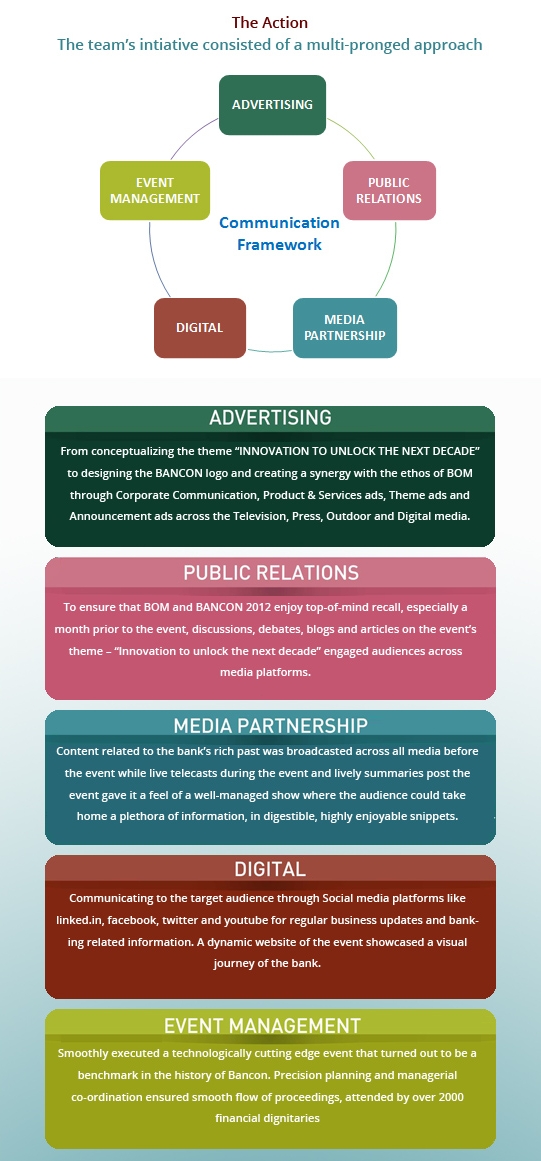 The Action
The team's intiative consisted of a multi-pronged approach
ADVERTISING
EVENT
MANAGEMENT
PUBLIC
RELATIONS
Communication
Framework
DIGITAL
MEDIA
PARTNERSHIP
ADVERTISING
From conceptualizing the theme “INNOVATION TO UNLOCK THE NEXT DECADE”
to designing the BANCON logo and creating a synergy with the ethos of BOM
through Corporate Communication, Product & Services ads, Theme ads and
Announcement ads across the Television, Press, Outdoor and Digital media.
PUBLIC RELATIONS
To ensure that BOM and BANCON 2012 enjoy top-of-mind recall, especially a
month prior to the event, discussions, debates, blogs and articles on the event’s
theme – “Innovation to unlock the next decade” engaged audiences across
media platforms.
MEDIA PARTNERSHIP
Content related to the bank’s rich past was broadcasted across all media before
the event while live telecasts during the event and lively summaries post the
event gave it a feel of a well-managed show where the audience could take
home a plethora of information, in digestible, highly enjoyable snippets.
DIGITAL
Communicating to the target audience through Social media platforms like
linked.in, facebook, twitter and youtube for regular business updates and bank-
ing related information. A dynamic website of the event showcased a visual
journey of the bank.
EVENT MANAGEMENT
Smoothly executed a technologically cutting edge event that turned out to be a
benchmark in the history of Bancon. Precision planning and managerial
co-ordination ensured smooth flow of proceedings, attended by over 2000
financial dignitaries